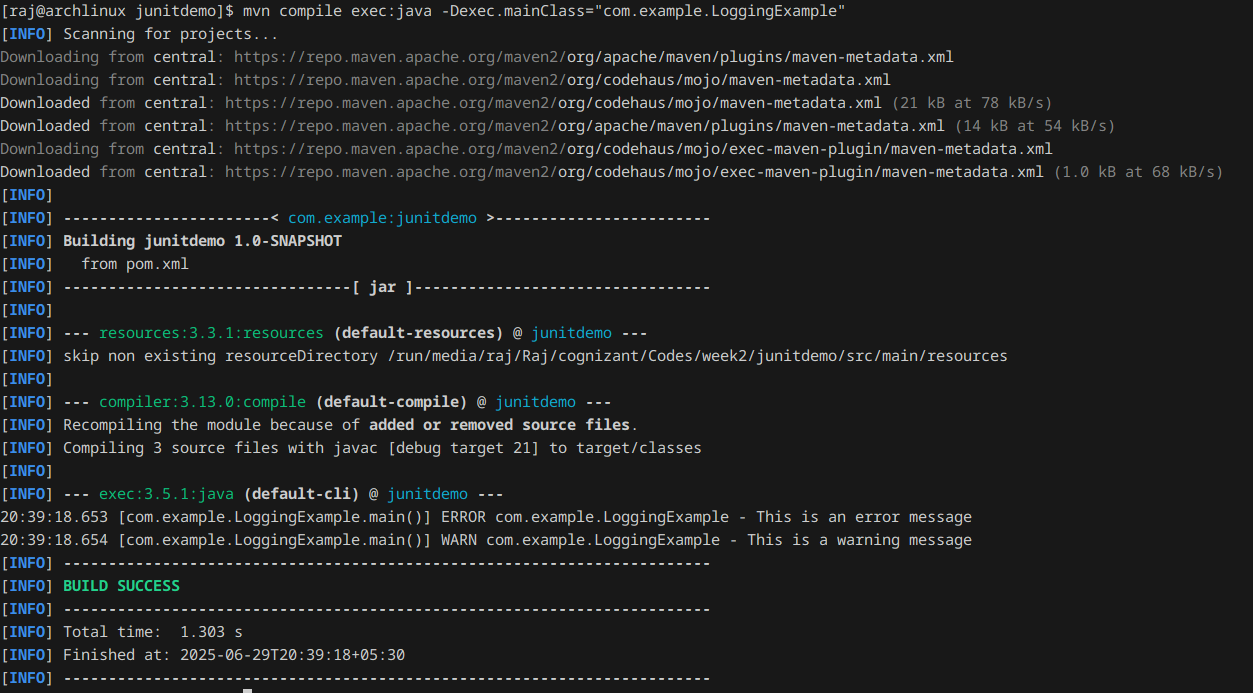 [raj@archlinux junitdemo]$ mvn compile exec:java -Dexec.mainClass="com.example.LoggingExample"
[INFO] Scanning for projects...
Downloading from central: https://repo.maven.apache.org/maven2/org/apache/maven/plugins/maven-metadata.xml
Downloading from central: https://repo.maven.apache.org/maven2/org/codehaus/mojo/maven-metadata.xml
Downloaded from central: https://repo.maven.apache.org/maven2/org/codehaus/mojo/maven-metadata.xml (21 kB at 78 kB/s)
Downloaded from central: https://repo.maven.apache.org/maven2/org/apache/maven/plugins/maven-metadata.xml (14 kB at 54 kB/s)
Downloading from central: https://repo.maven.apache.org/maven2/org/codehaus/mojo/exec-maven-plugin/maven-metadata.xml
Downloaded from central: https://repo.maven.apache.org/maven2/org/codehaus/mojo/exec-maven-plugin/maven-metadata.xml (1.0 kB at 68 kB/s)
[INFO]
[INFO] -----------------------< com.example:junitdemo >------------------------
[INFO] Building junitdemo 1.0-SNAPSHOT
[INFO]   from pom.xml
[INFO] --------------------------------[ jar ]---------------------------------
[INFO]
[INFO] --- resources:3.3.1:resources (default-resources) @ junitdemo ---
[INFO] skip non existing resourceDirectory /run/media/raj/Raj/cognizant/Codes/week2/junitdemo/src/main/resources
[INFO]
[INFO] --- compiler:3.13.0:compile (default-compile) @ junitdemo ---
[INFO] Recompiling the module because of added or removed source files.
[INFO] Compiling 3 source files with javac [debug target 21] to target/classes
[INFO]
[INFO] --- exec:3.5.1:java (default-cli) @ junitdemo ---
20:39:18.653 [com.example.LoggingExample.main()] ERROR com.example.LoggingExample - This is an error message
20:39:18.654 [com.example.LoggingExample.main()] WARN com.example.LoggingExample - This is a warning message
[INFO] ------------------------------------------------------------------------
[INFO] BUILD SUCCESS
[INFO] ------------------------------------------------------------------------
[INFO] Total time:  1.303 s
[INFO] Finished at: 2025-06-29T20:39:18+05:30
[INFO] ------------------------------------------------------------------------